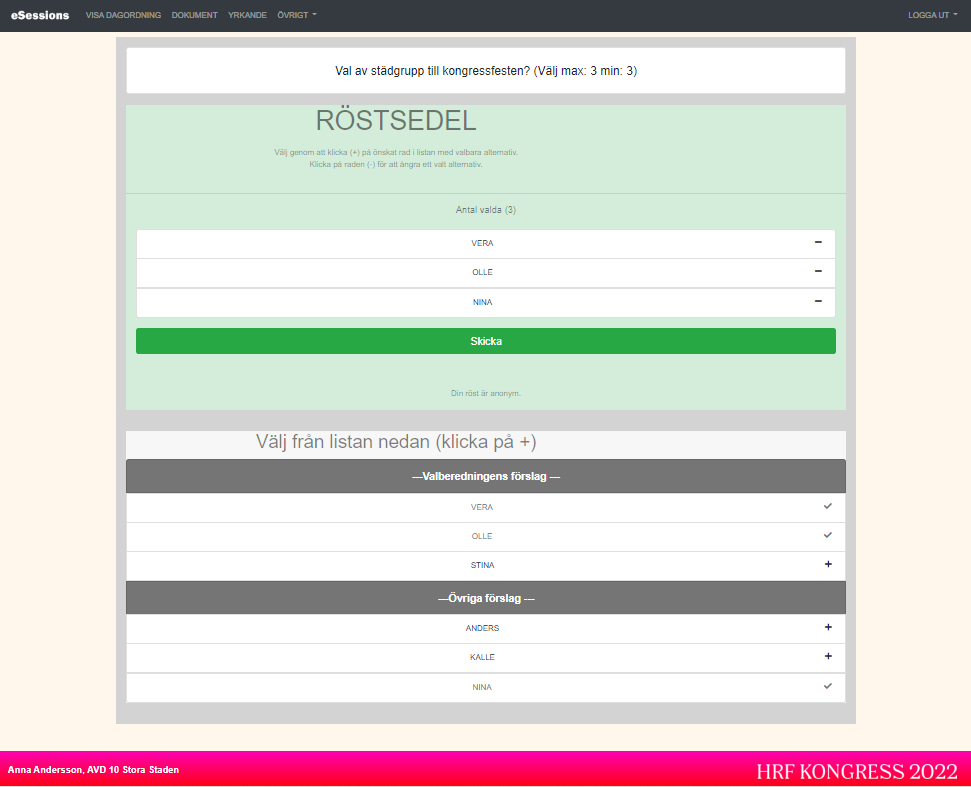 eSessions VISA DAGORDNING DOKUMENT YRKANDE ÖVRIGT LOGGA UT
Val av städgrupp till kongressfesten? (Välj max: 3 min: 3)
RÖSTSEDEL
Välj genom att klicka (+) på önskat rad i listan med valbara alternativ.
Klicka på raden (-) för att ångra ett valt alternativ.
Antal valda (3)
VERA
OLLE
NINA
Skicka
Din röst är anonym.
Välj från listan nedan (klicka på +)
---Valberedningens förslag ---
VERA
OLLE
STINA
---Övriga förslag ---
ANDERS
KALLE
NINA
Anna Andersson, AVD 10 Stora Staden HRF KONGRESS 2022